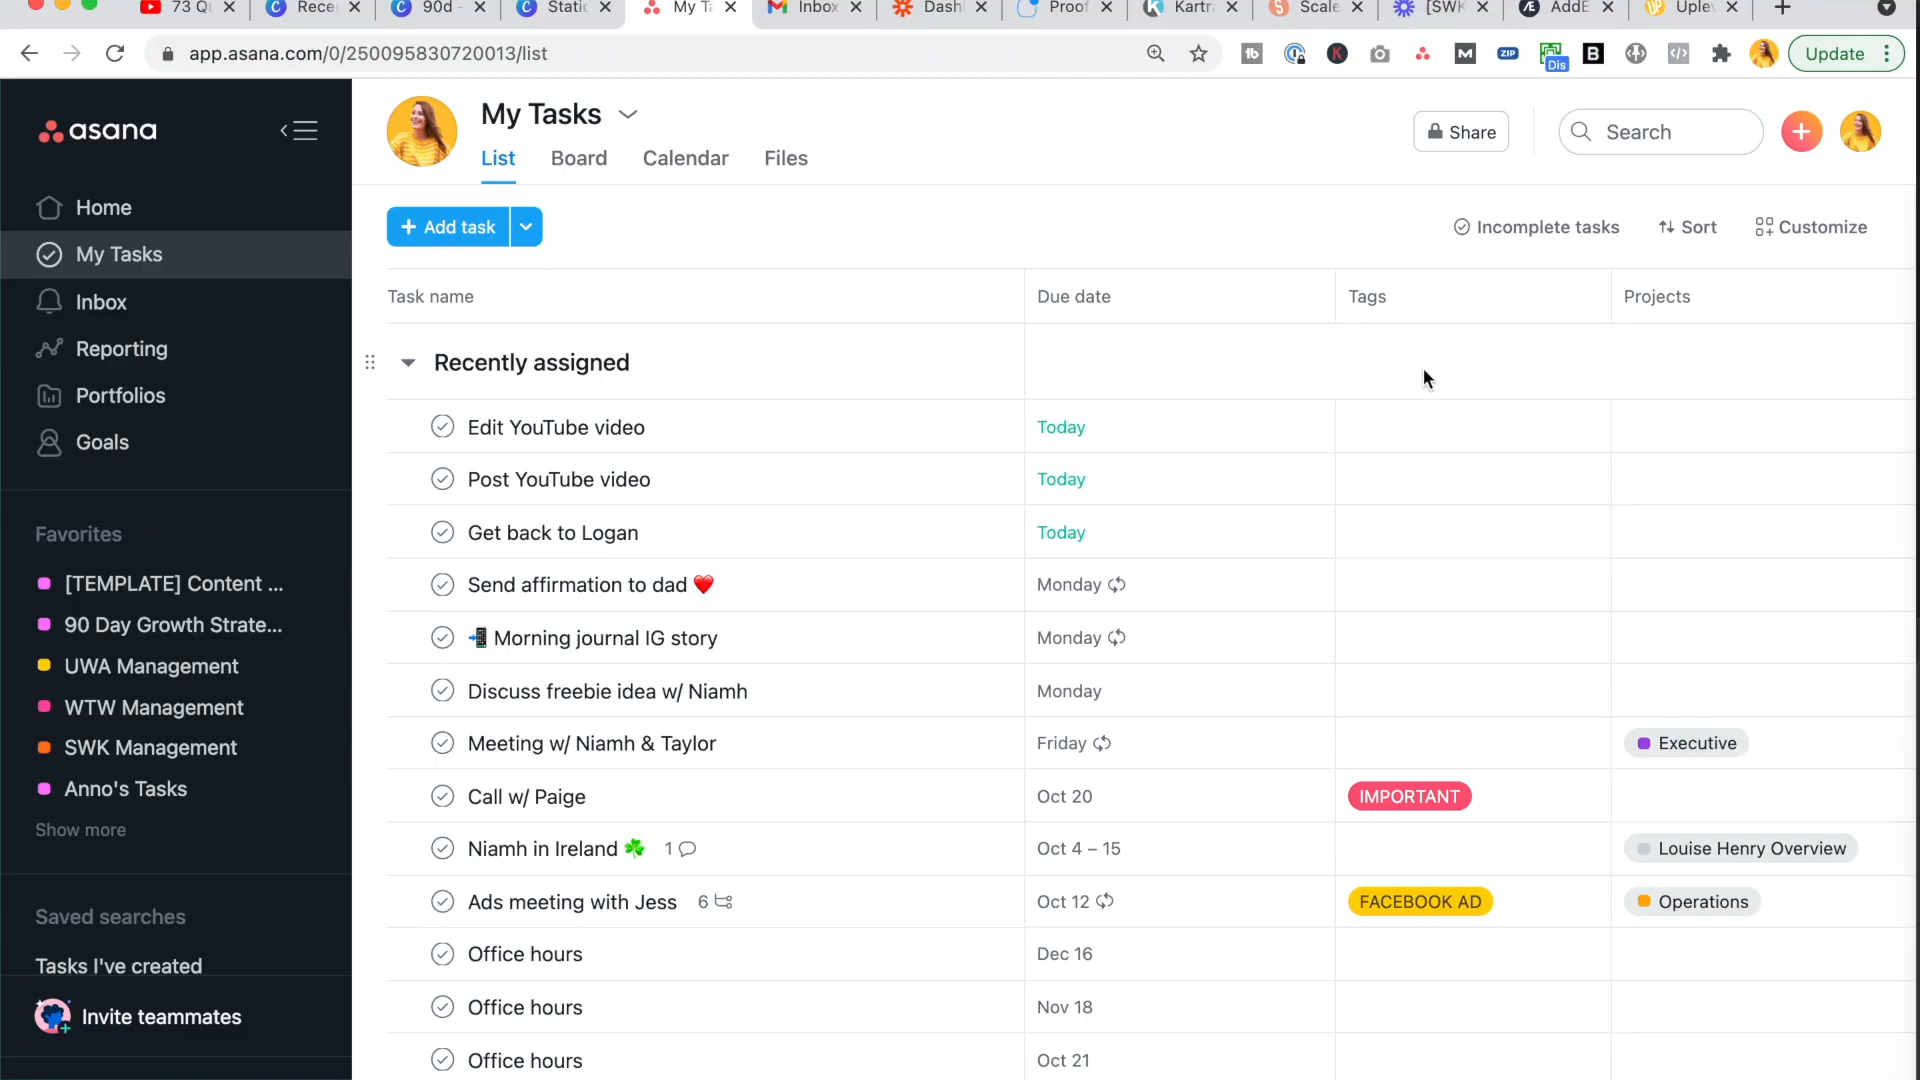 73 Qu
Recei
90d -
Static
My Ta
Inbox
Dashl
Proof
Kartra
Scale
[SWK
AddE
Uplev
app.asana.com/0/250095830720013/list
Dis
Update
asana
My Tasks
List Board Calendar Files
Share
Search
Home
My Tasks
Inbox
Reporting
Portfolios
Goals
Favorites
[TEMPLATE] Content ...
90 Day Growth Strate...
UWA Management
WTW Management
SWK Management
Anno's Tasks
Show more
Saved searches
Tasks I've created
Invite teammates
+ Add task
Incomplete tasks Sort Customize
Task name Due date Tags Projects
Recently assigned
Edit YouTube video Today
Post YouTube video Today
Get back to Logan Today
Send affirmation to dad ❤️ Monday
📲 Morning journal IG story Monday
Discuss freebie idea w/ Niamh Monday
Meeting w/ Niamh & Taylor Friday Executive
Call w/ Paige Oct 20 IMPORTANT
Niamh in Ireland ☘️ 1 Oct 4 – 15 Louise Henry Overview
Ads meeting with Jess 6 Oct 12 FACEBOOK AD Operations
Office hours Dec 16
Office hours Nov 18
Office hours Oct 21